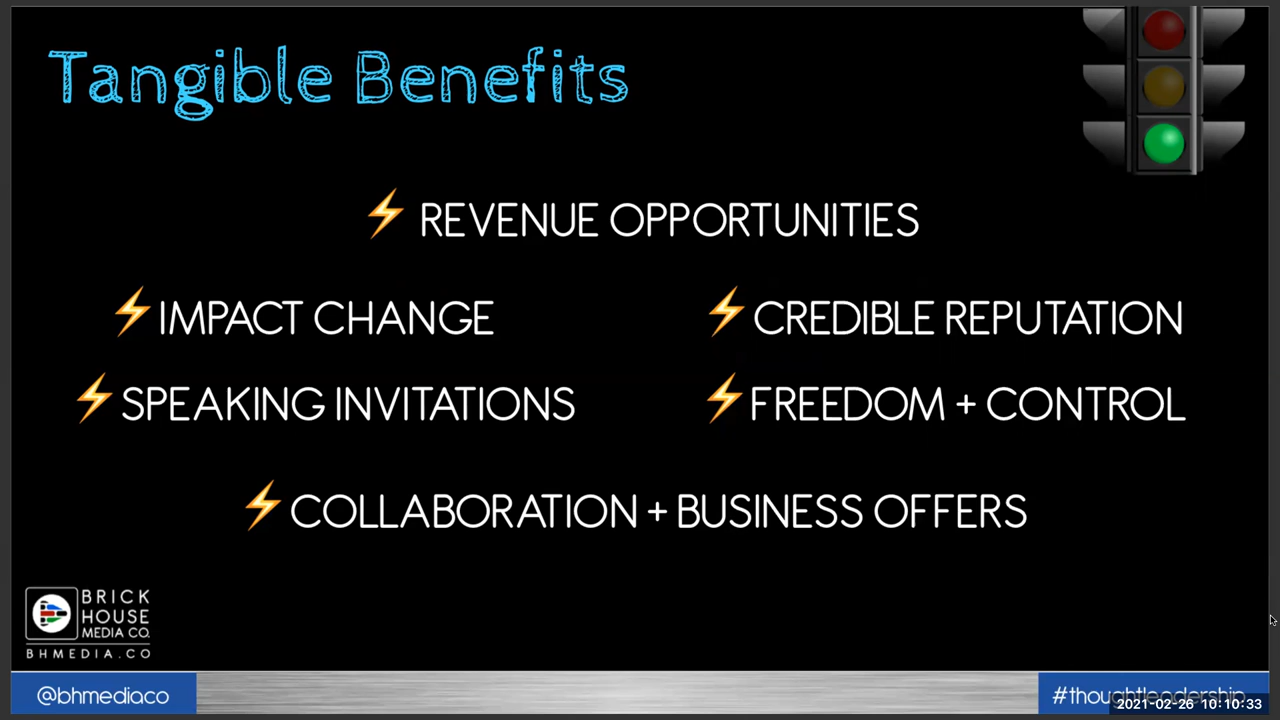 Tangible Benefits
⚡ REVENUE OPPORTUNITIES
⚡ IMPACT CHANGE
⚡ CREDIBLE REPUTATION
⚡ SPEAKING INVITATIONS
⚡ FREEDOM + CONTROL
⚡ COLLABORATION + BUSINESS OFFERS
BRICK
HOUSE
MEDIA CO.
BHMEDIA.CO
@bhmediaco
#thoughtleadership
2021-02-26 10:10:33